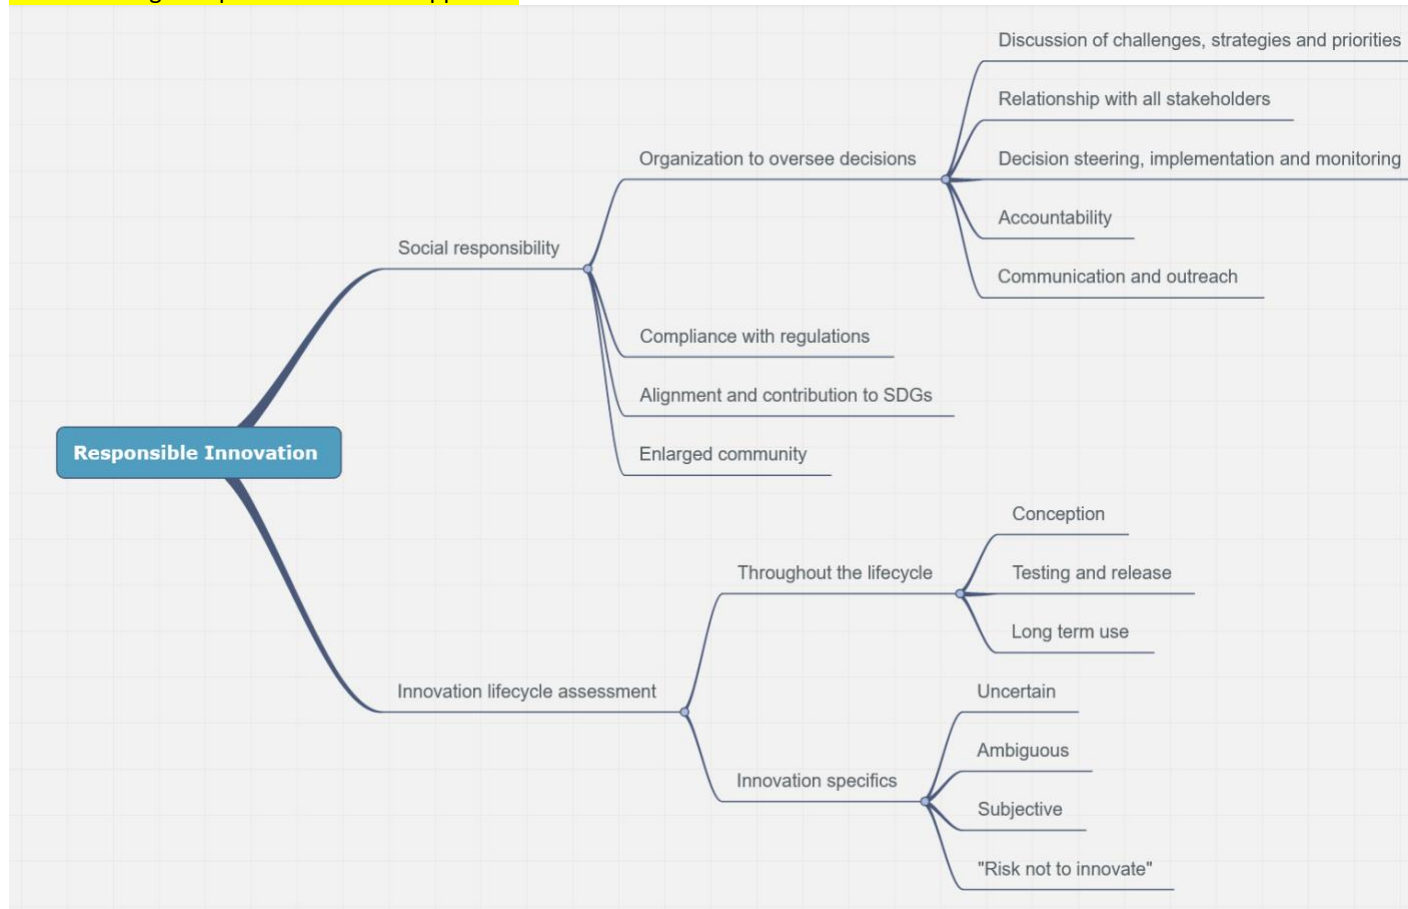 Discussion of challenges, strategies and priorities
Relationship with all stakeholders
Organization to oversee decisions
Decision steering, implementation and monitoring
Accountability
Social responsibility
Communication and outreach
Compliance with regulations
Alignment and contribution to SDGs
Responsible Innovation
Enlarged community
Conception
Throughout the lifecycle
Testing and release
Long term use
Innovation lifecycle assessment
Uncertain
Ambiguous
Innovation specifics
Subjective
"Risk not to innovate"